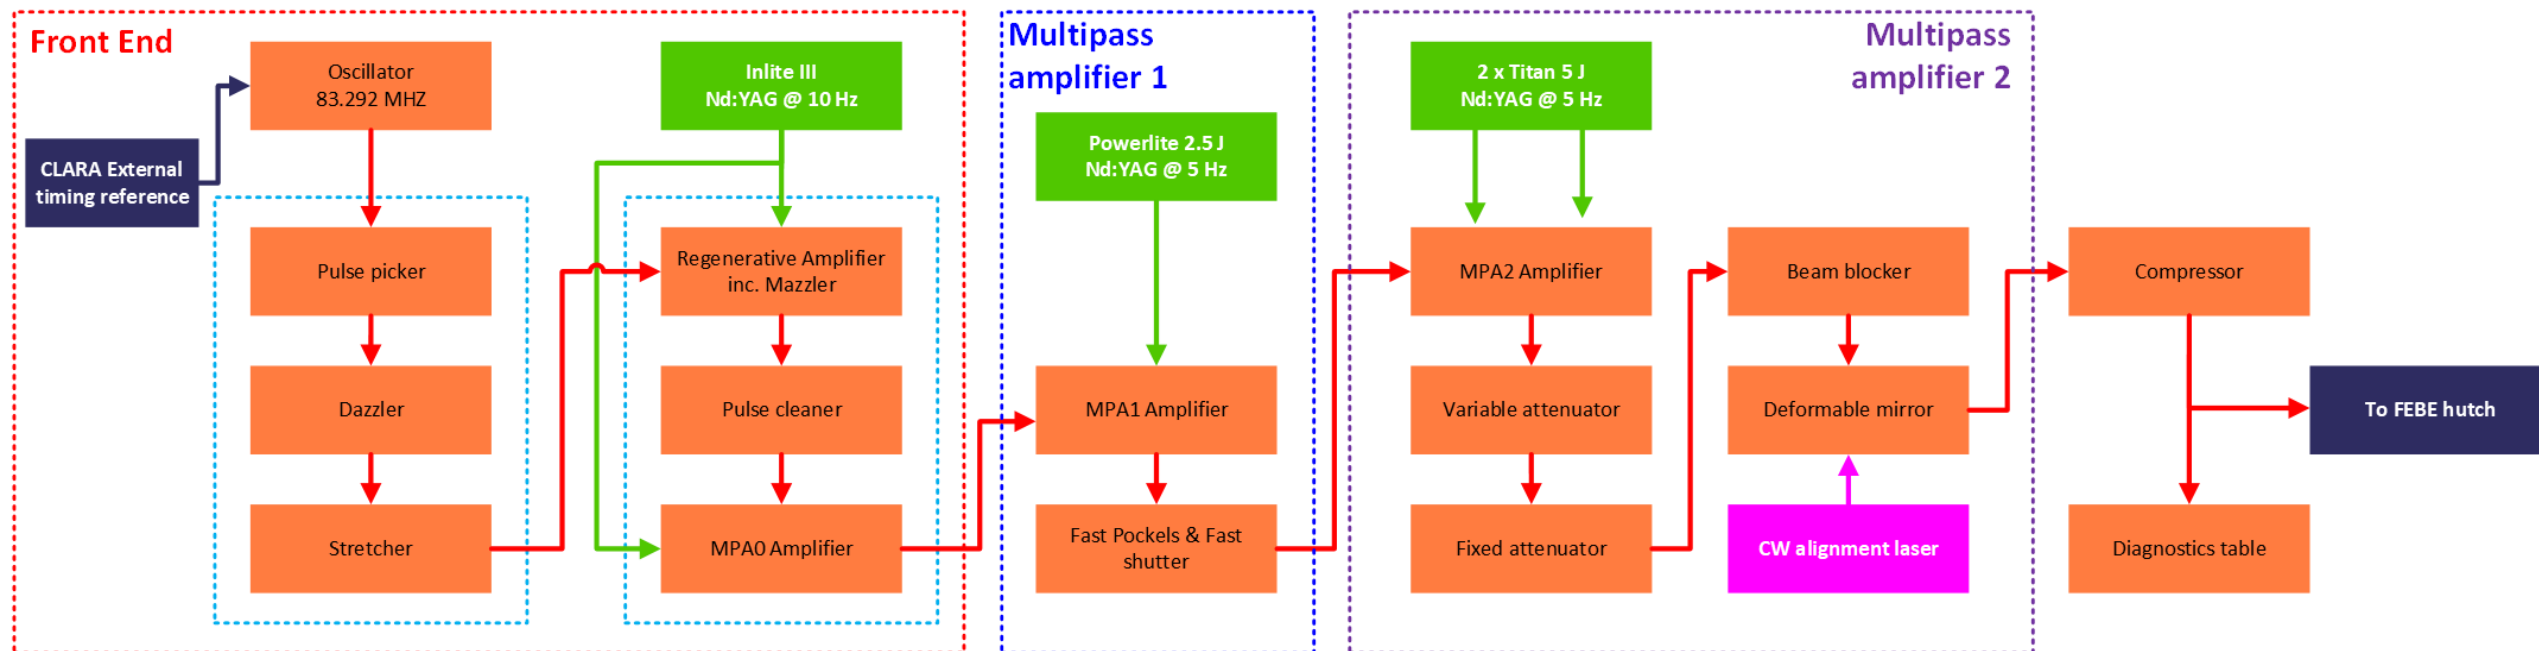 Front End
Oscillator
83.292 MHZ
CLARA External
timing reference
Pulse picker
Dazzler
Stretcher
Inlite III
Nd:YAG @ 10 Hz
Regenerative Amplifier
inc. Mazzler
Pulse cleaner
MPA0 Amplifier
Multipass
amplifier 1
Powerlite 2.5 J
Nd:YAG @ 5 Hz
MPA1 Amplifier
Fast Pockels & Fast
shutter
Multipass
amplifier 2
2 x Titan 5 J
Nd:YAG @ 5 Hz
MPA2 Amplifier
Variable attenuator
Fixed attenuator
Beam blocker
Deformable mirror
CW alignment laser
Compressor
To FEBE hutch
Diagnostics table